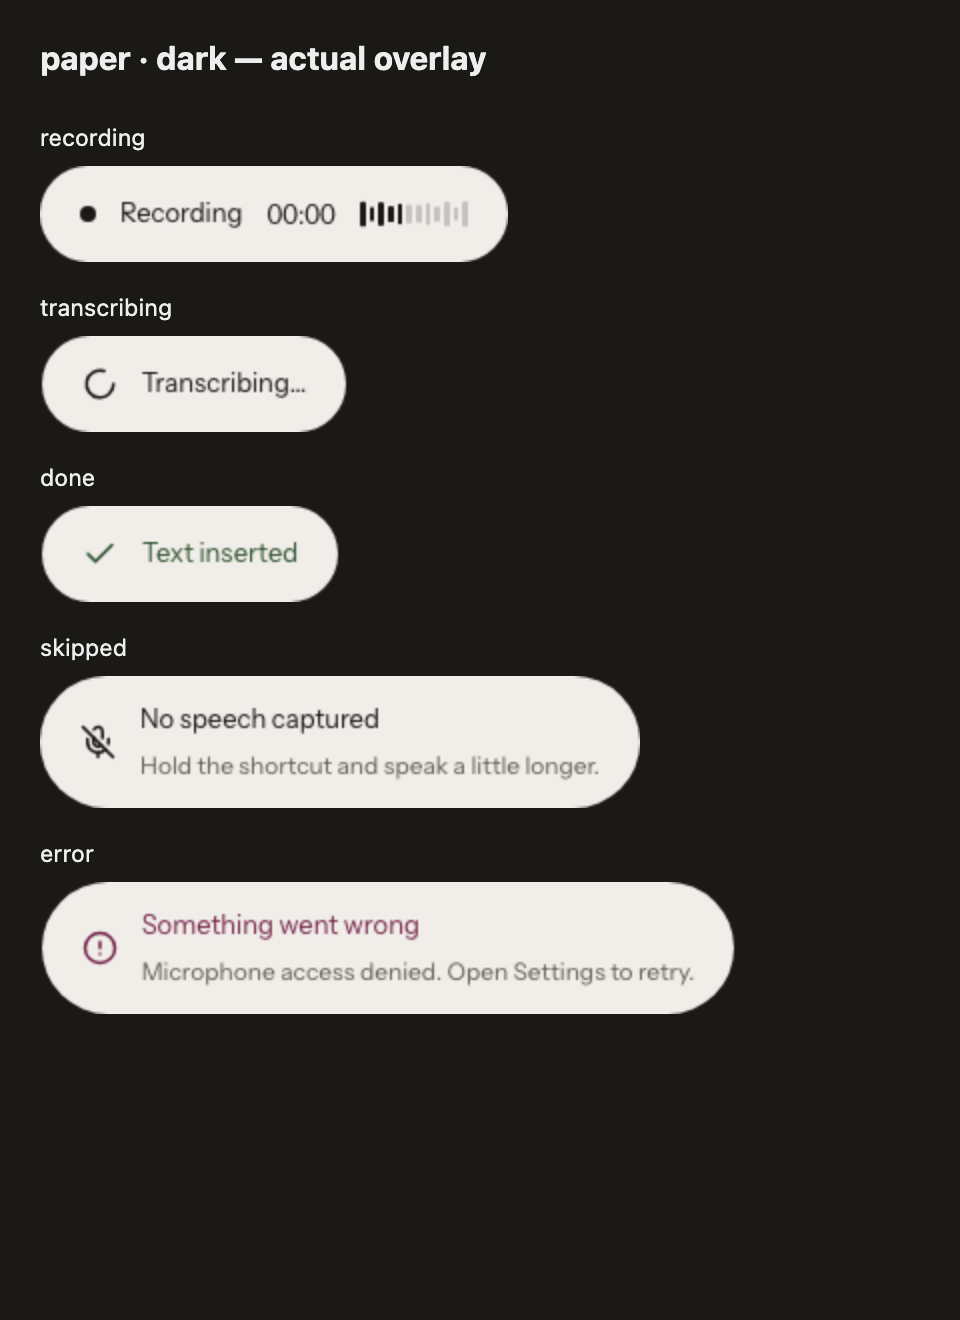 paper · dark — actual overlay
recording
Recording 00:00
transcribing
Transcribing...
done
Text inserted
skipped
No speech captured
Hold the shortcut and speak a little longer.
error
Something went wrong
Microphone access denied. Open Settings to retry.